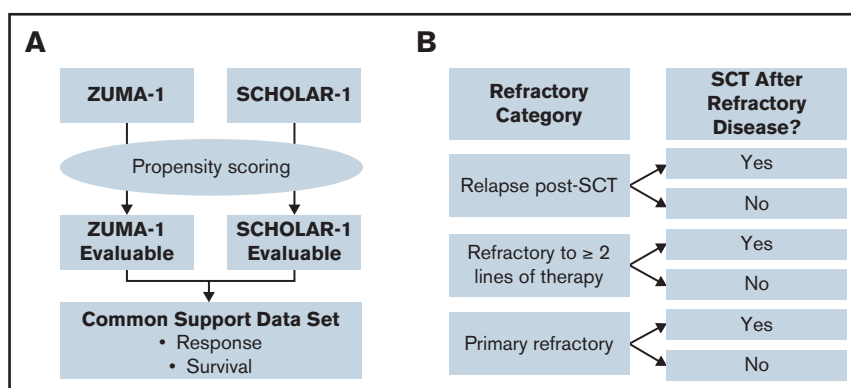 A
ZUMA-1
SCHOLAR-1
Propensity scoring
ZUMA-1
Evaluable
SCHOLAR-1
Evaluable
Common Support Data Set
• Response
• Survival
B
Refractory
Category
SCT After
Refractory
Disease?
Relapse post-SCT
Yes
No
Refractory to ≥ 2
lines of therapy
Yes
No
Primary refractory
Yes
No